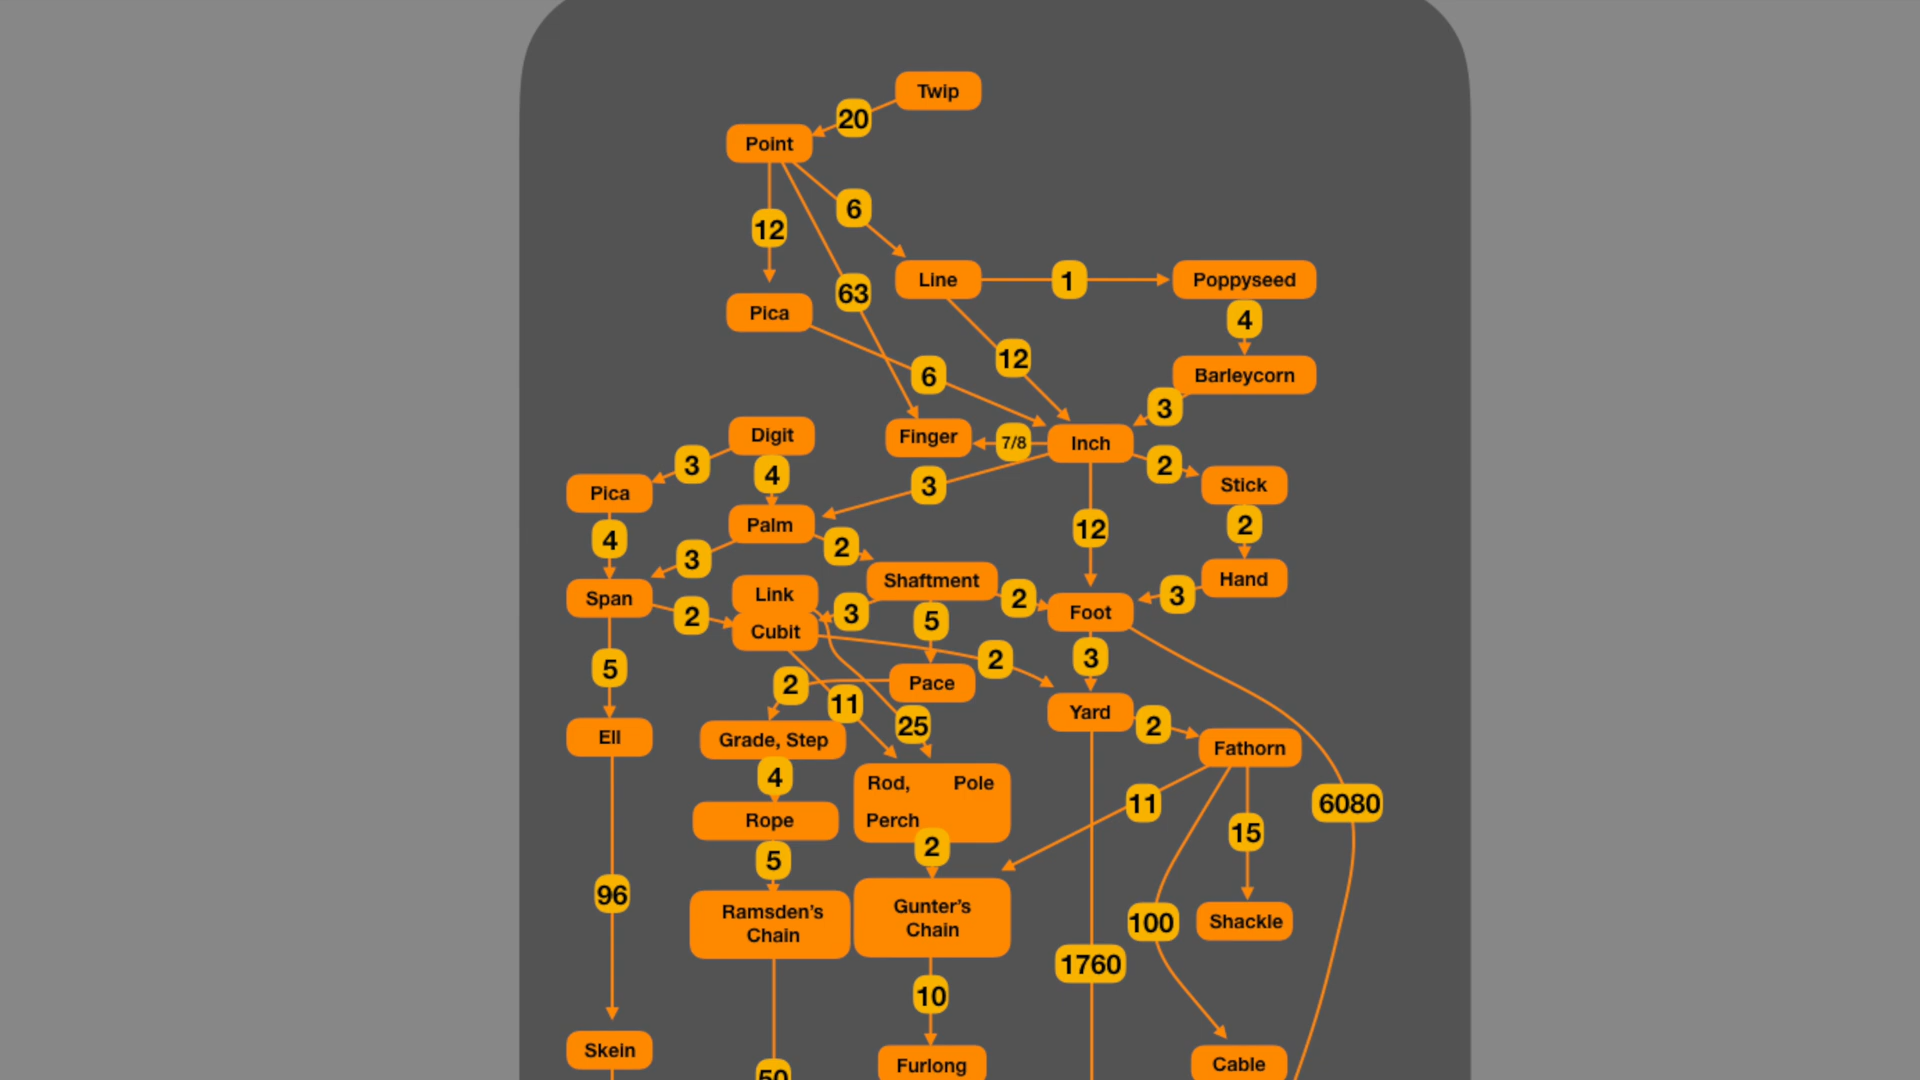 Twip
20
Point
6
12
Line
1
Poppyseed
63
Pica
4
12
6
Barleycorn
3
Digit
Finger
7/8
Inch
3
4
2
Pica
3
Stick
Palm
12
2
4
3
2
Shaftment
Hand
Link
2
3
Span
2
3
5
Foot
Cubit
3
2
5
2
Pace
11
Yard
2
25
Ell
Grade, Step
Fathorn
4
Rod, Pole
11
6080
Rope
Perch
15
2
5
96
Ramsden's
Chain
Gunter's
Chain
100
Shackle
1760
10
Skein
Furlong
Cable
50